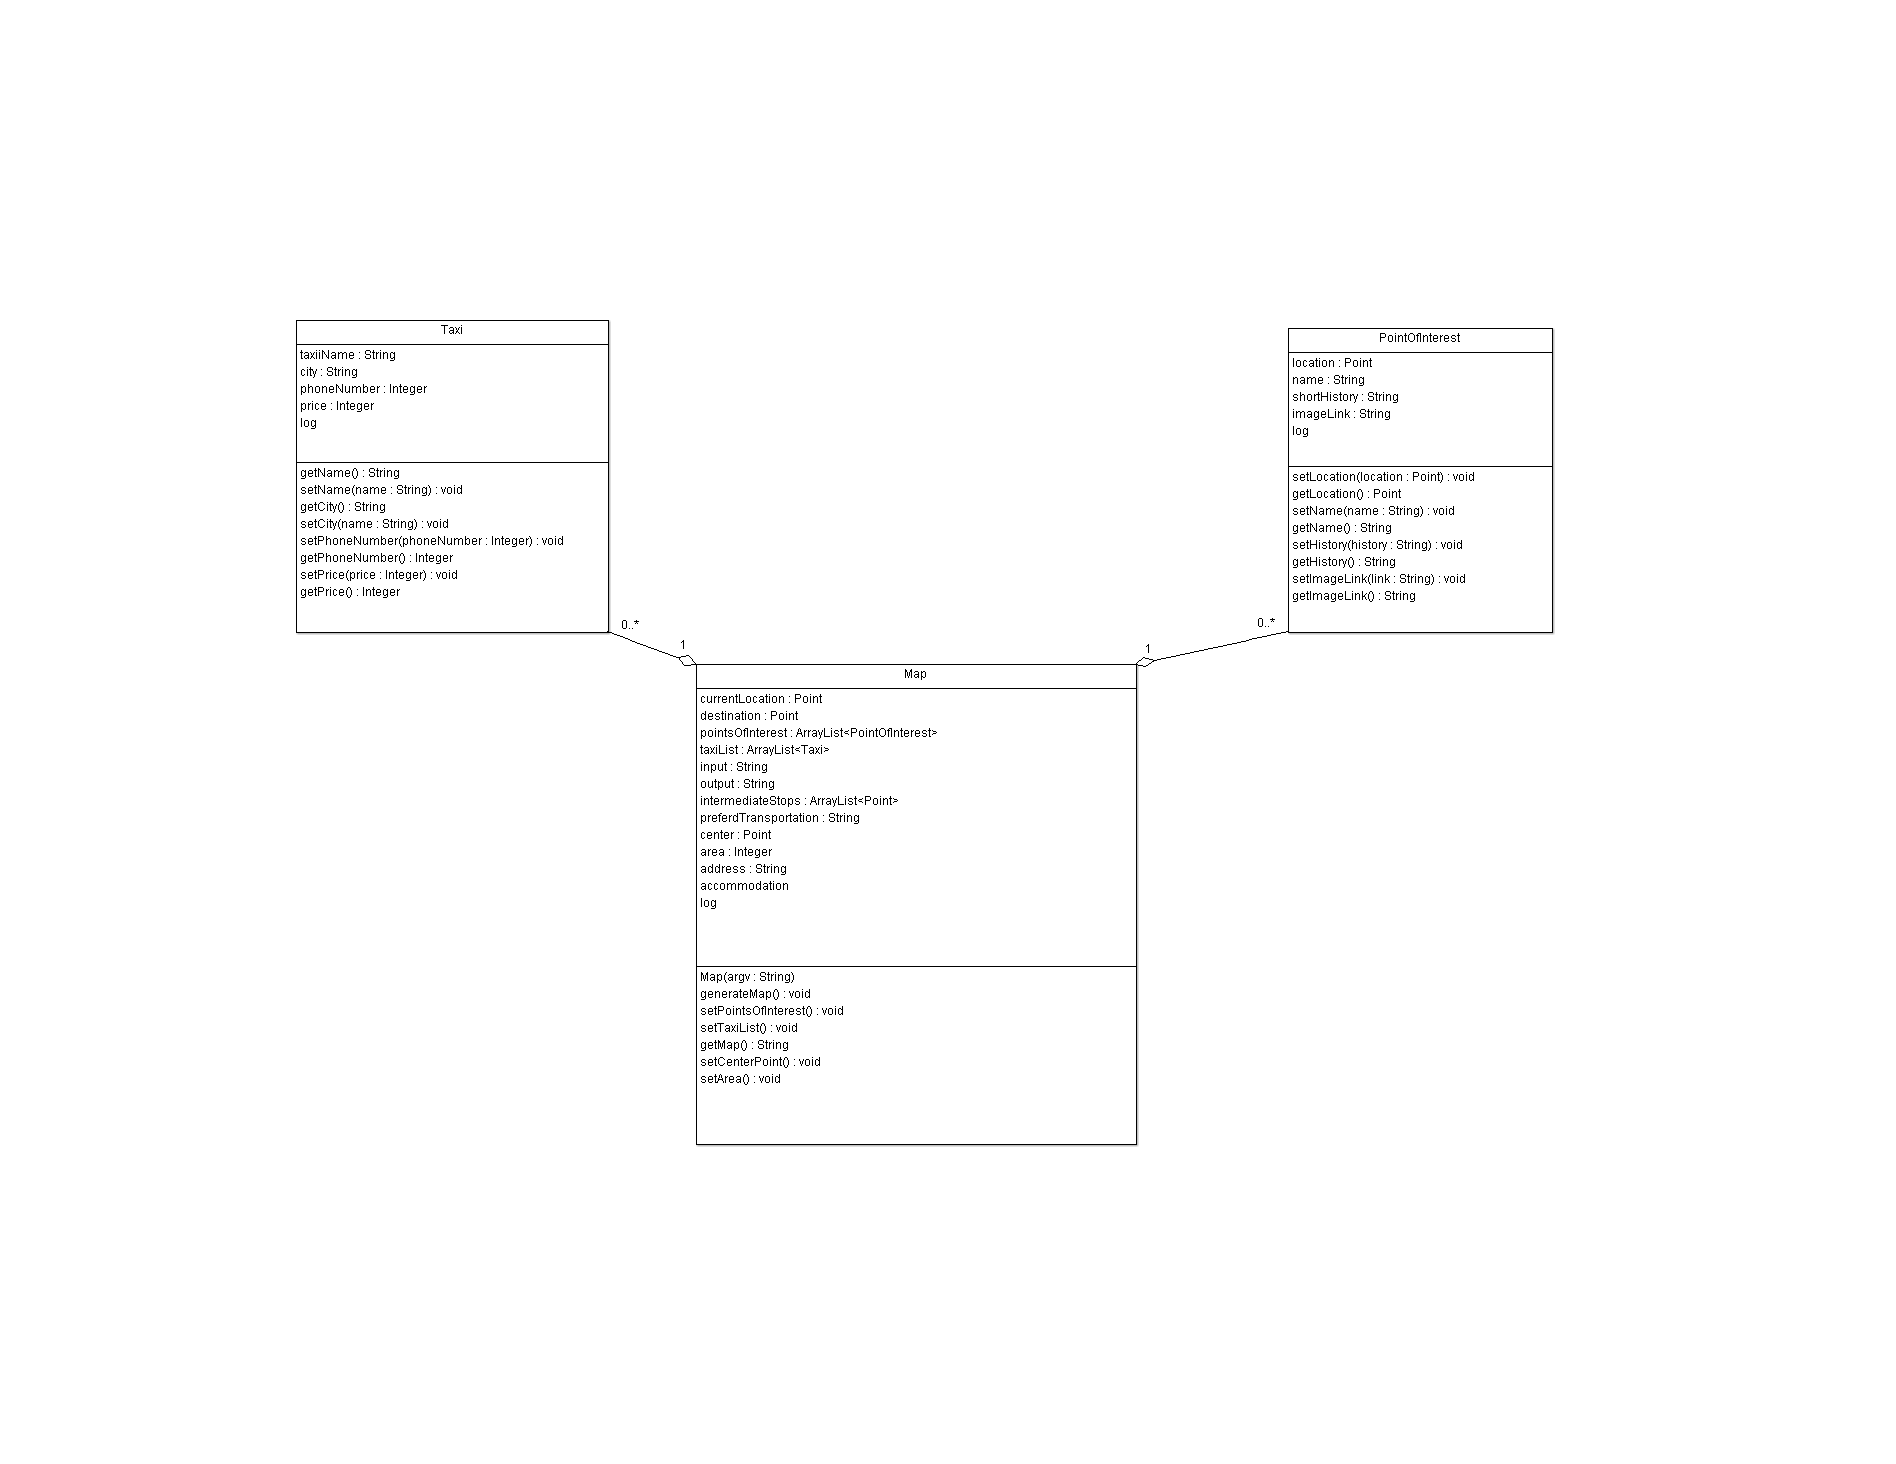 Taxi
taxiiName : String
city : String
phoneNumber : Integer
price : Integer
log
getName() : String
setName(name : String) : void
getCity() : String
setCity(name : String) : void
setPhoneNumber(phoneNumber : Integer) : void
getPhoneNumber() : Integer
setPrice(price : Integer) : void
getPrice() : Integer
PointOfInterest
location : Point
name : String
shortHistory : String
imageLink : String
log
setLocation(location : Point) : void
getLocation() : Point
setName(name : String) : void
getName() : String
setHistory(history : String) : void
getHistory() : String
setImageLink(link : String) : void
getImageLink() : String
0..*
1
0..*
1
Map
currentLocation : Point
destination : Point
pointsOfInterest : ArrayList<PointOfInterest>
taxiList : ArrayList<Taxi>
input : String
output : String
intermediateStops : ArrayList<Point>
preferdTransportation : String
center : Point
area : Integer
address : String
accommodation
log
Map(argv : String)
generateMap() : void
setPointsOfInterest() : void
setTaxiList() : void
getMap() : String
setCenterPoint() : void
setArea() : void